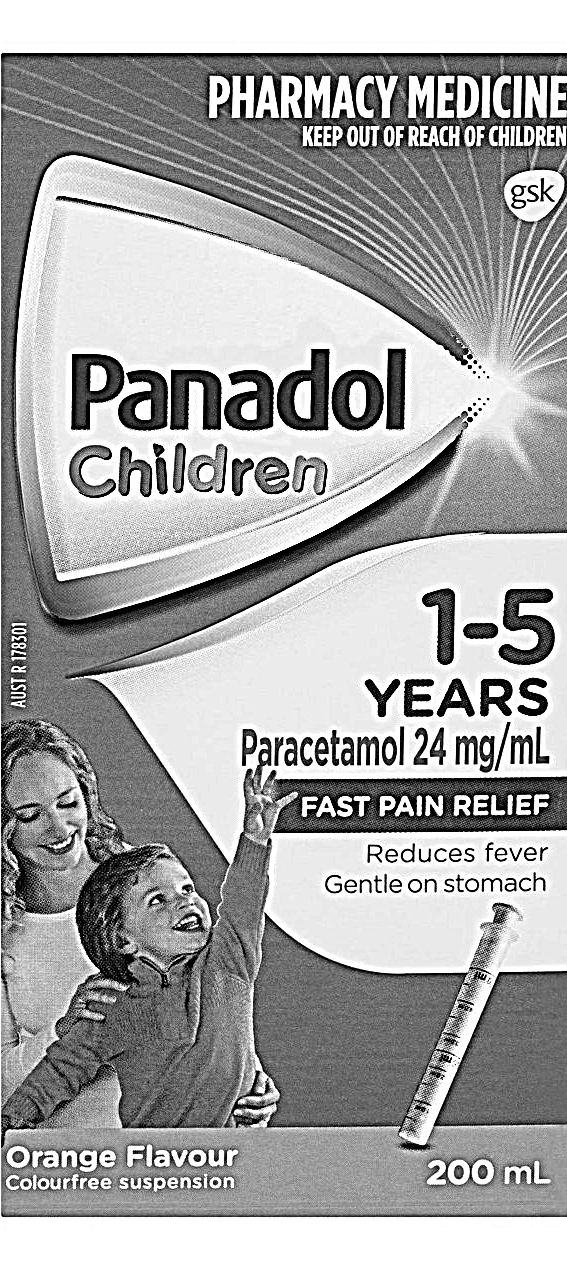 PHARMACY MEDICINE
KEEP OUT OF REACH OF CHILDREN
gsk
Panadol
Children
1-5
YEARS
Paracetamol 24 mg/mL
FAST PAIN RELIEF
Reduces fever
Gentle on stomach
AUST R 178301
Orange Flavour
Colourfree suspension
200 mL